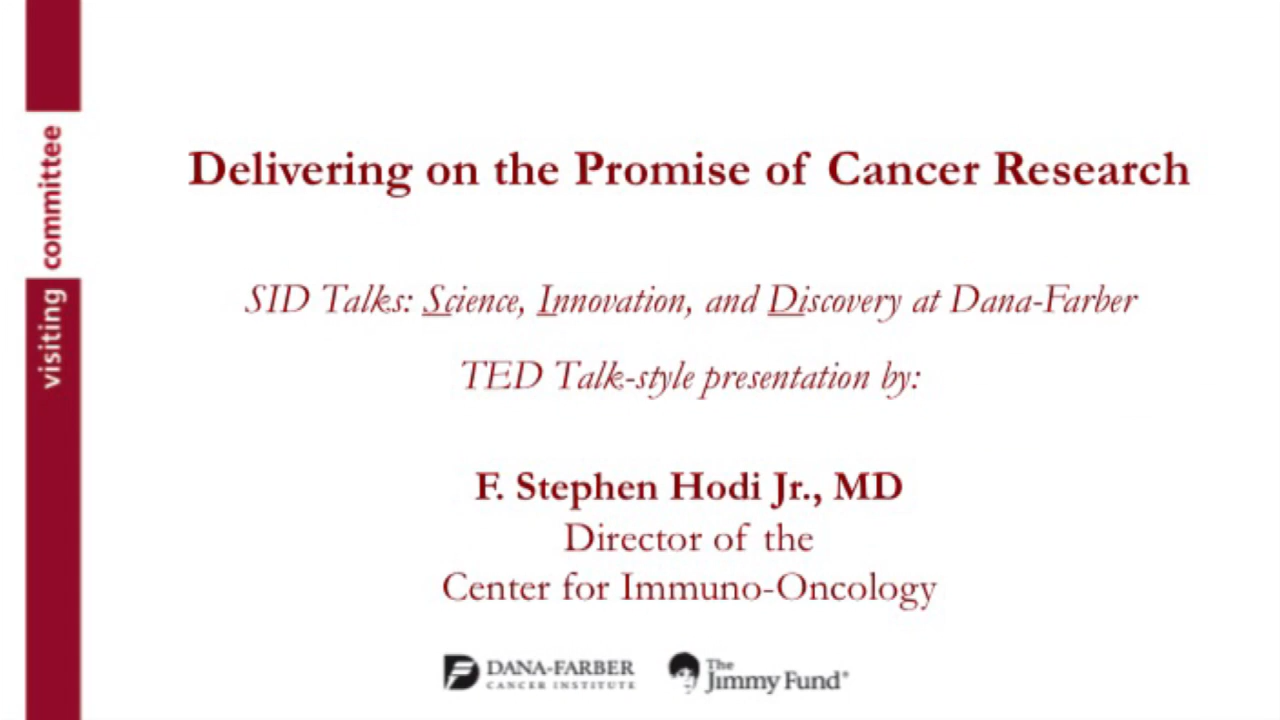 visiting committee
Delivering on the Promise of Cancer Research
SID Talks: Science, Innovation, and Discovery at Dana-Farber
TED Talk-style presentation by:
F. Stephen Hodi Jr., MD
Director of the
Center for Immuno-Oncology
DANA-FARBER
CANCER INSTITUTE
The
Jimmy Fund®